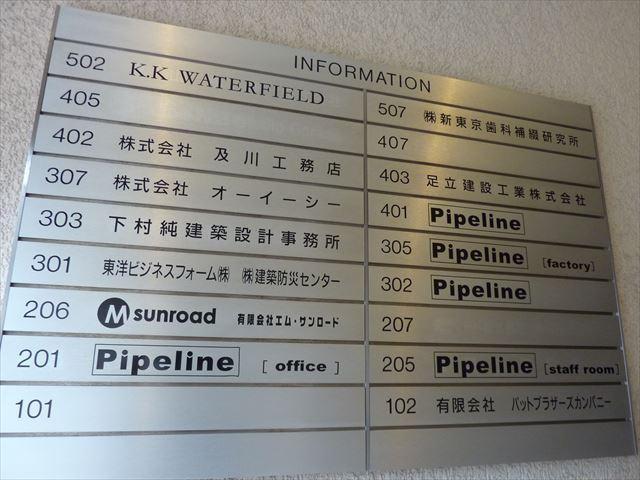 INFORMATION
502 K.K WATERFIELD
405
402 株式会社 及川工務店
307 株式会社 オーイーシー
303 下村純建築設計事務所
301 東洋ビジネスフォーム㈱ ㈱建築防災センター
206 M sunroad 有限会社エム・サンロード
201 Pipeline [ office ]
101
507 ㈱新東京歯科補綴研究所
407
403 足立建設工業株式会社
401 Pipeline
305 Pipeline [factory]
302 Pipeline
207
205 Pipeline [staff room]
102 有限会社 バットブラザーズカンパニー